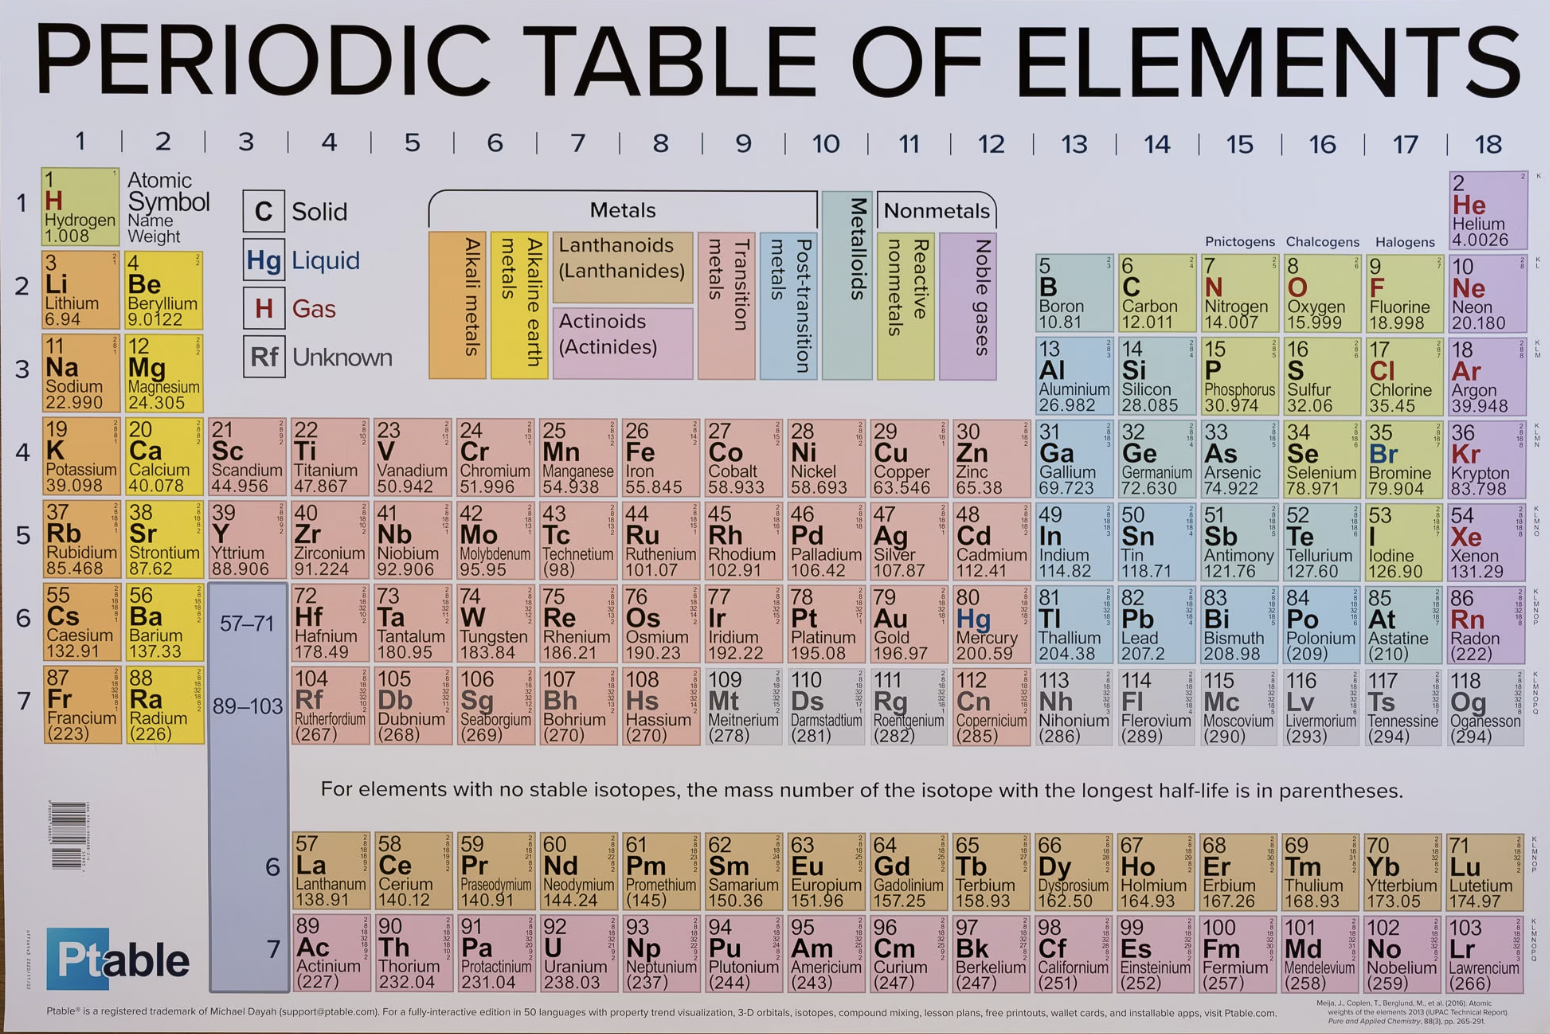 PERIODIC TABLE OF ELEMENTS
1 | 2 | 3 | 4 | 5 | 6 | 7 | 8 | 9 | 10 | 11 | 12 | 13 | 14 | 15 | 16 | 17 | 18
1
1
H
Hydrogen
1.008
Atomic
Symbol
Name
Weight
C Solid
Hg Liquid
H Gas
Rf Unknown
Metals
Alkali metals
Alkaline earth
metals
Lanthanoids
(Lanthanides)
Actinoids
(Actinides)
Transition
metals
Post-transition
metals
Metalloids
Nonmetals
Reactive
nonmetals
Noble gases
2
He
Helium
4.0026
K
Pnictogens Chalcogens Halogens
2
3 4 5 6 7 8 9 10
Li Be B C N O F Ne
Lithium Beryllium Boron Carbon Nitrogen Oxygen Fluorine Neon
6.94 9.0122 10.81 12.011 14.007 15.999 18.998 20.180
3
11 12 13 14 15 16 17 18
Na Mg Al Si P S Cl Ar
Sodium Magnesium Aluminium Silicon Phosphorus Sulfur Chlorine Argon
22.990 24.305 26.982 28.085 30.974 32.06 35.45 39.948
4
19 20 21 22 23 24 25 26 27 28 29 30 31 32 33 34 35 36
K Ca Sc Ti V Cr Mn Fe Co Ni Cu Zn Ga Ge As Se Br Kr
Potassium Calcium Scandium Titanium Vanadium Chromium Manganese Iron Cobalt Nickel Copper Zinc Gallium Germanium Arsenic Selenium Bromine Krypton
39.098 40.078 44.956 47.867 50.942 51.996 54.938 55.845 58.933 58.693 63.546 65.38 69.723 72.630 74.922 78.971 79.904 83.798
5
37 38 39 40 41 42 43 44 45 46 47 48 49 50 51 52 53 54
Rb Sr Y Zr Nb Mo Tc Ru Rh Pd Ag Cd In Sn Sb Te I Xe
Rubidium Strontium Yttrium Zirconium Niobium Molybdenum Technetium Ruthenium Rhodium Palladium Silver Cadmium Indium Tin Antimony Tellurium Iodine Xenon
85.468 87.62 88.906 91.224 92.906 95.95 (98) 101.07 102.91 106.42 107.87 112.41 114.82 118.71 121.76 127.60 126.90 131.29
6
55 56 57–71 72 73 74 75 76 77 78 79 80 81 82 83 84 85 86
Cs Ba Hf Ta W Re Os Ir Pt Au Hg Tl Pb Bi Po At Rn
Caesium Barium Hafnium Tantalum Tungsten Rhenium Osmium Iridium Platinum Gold Mercury Thallium Lead Bismuth Polonium Astatine Radon
132.91 137.33 178.49 180.95 183.84 186.21 190.23 192.22 195.08 196.97 200.59 204.38 207.2 208.98 (209) (210) (222)
7
87 88 89–103 104 105 106 107 108 109 110 111 112 113 114 115 116 117 118
Fr Ra Rf Db Sg Bh Hs Mt Ds Rg Cn Nh Fl Mc Lv Ts Og
Francium Radium Rutherfordium Dubnium Seaborgium Bohrium Hassium Meitnerium Darmstadtium Roentgenium Copernicium Nihonium Flerovium Moscovium Livermorium Tennessine Oganesson
(223) (226) (267) (268) (269) (270) (270) (278) (281) (282) (285) (286) (289) (290) (293) (294) (294)
For elements with no stable isotopes, the mass number of the isotope with the longest half-life is in parentheses.
6
57 58 59 60 61 62 63 64 65 66 67 68 69 70 71
La Ce Pr Nd Pm Sm Eu Gd Tb Dy Ho Er Tm Yb Lu
Lanthanum Cerium Praseodymium Neodymium Promethium Samarium Europium Gadolinium Terbium Dysprosium Holmium Erbium Thulium Ytterbium Lutetium
138.91 140.12 140.91 144.24 (145) 150.36 151.96 157.25 158.93 162.50 164.93 167.26 168.93 173.05 174.97
7
89 90 91 92 93 94 95 96 97 98 99 100 101 102 103
Ac Th Pa U Np Pu Am Cm Bk Cf Es Fm Md No Lr
Actinium Thorium Protactinium Uranium Neptunium Plutonium Americium Curium Berkelium Californium Einsteinium Fermium Mendelevium Nobelium Lawrencium
(227) 232.04 231.04 238.03 (237) (244) (243) (247) (247) (251) (252) (257) (258) (259) (266)
Ptable
Ptable® is a registered trademark of Michael Dayah (support@ptable.com). For a fully-interactive edition in 50 languages with property trend visualization, 3-D orbitals, isotopes, compound mixing, lesson plans, free printouts, wallet cards, and installable apps, visit Ptable.com.
Meija, J., Coplen, T., Berglund, M., et al. (2016). Atomic
weights of the elements 2013 (IUPAC Technical Report).
Pure and Applied Chemistry, 88(3), pp. 265-291.